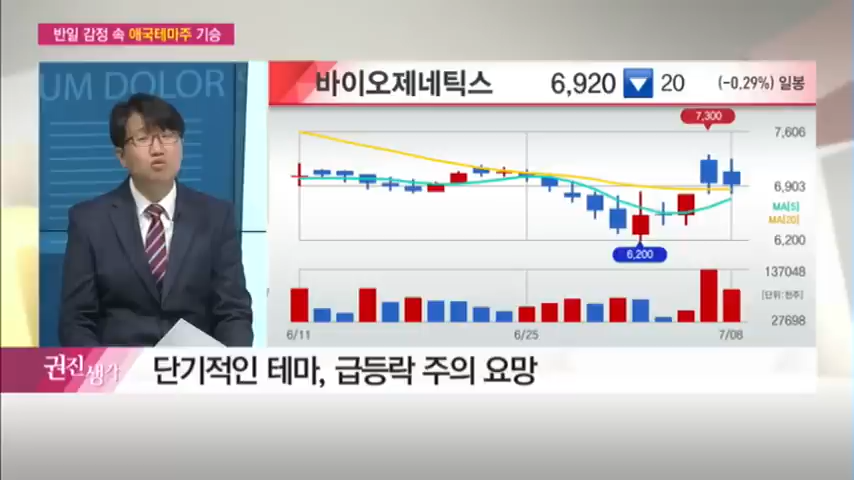 반일 감정 속 애국테마주 기승
UM DOLOR
바이오제네틱스 6,920 ▼ 20 (-0.29%) 일봉
7,300
7,606
6,903
MA[5]
MA[20]
6,200
6,200
137048
[단위:천주]
27698
6/11 6/25 7/08
권진생각
단기적인 테마, 급등락 주의 요망